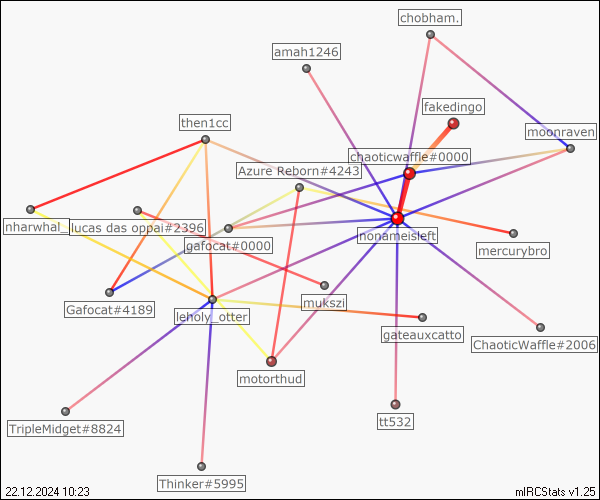 chobham.
amah1246
fakedingo
then1cc
moonraven
chaoticwaffle#0000
Azure Reborn#4243
nharwhal_
lucas das oppai#2396
gafocat#0000
nonameisleft
mercurybro
Gafocat#4189
mukszi
leholy_otter
gateauxcatto
ChaoticWaffle#2006
motorthud
tt532
TripleMidget#8824
Thinker#5995
22.12.2024 10:23
mIRCStats v1.25